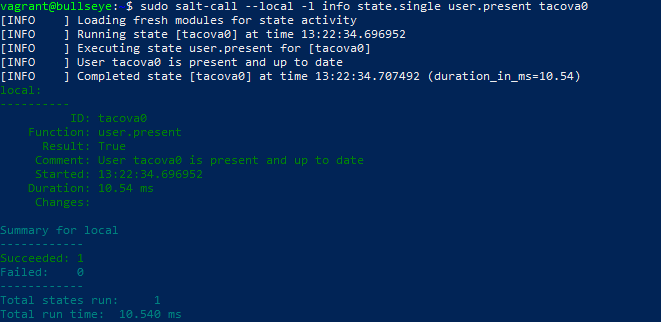 vagrant@bullseye:~$ sudo salt-call --local -l info state.single user.present tacova0
[INFO    ] Loading fresh modules for state activity
[INFO    ] Running state [tacova0] at time 13:22:34.696952
[INFO    ] Executing state user.present for [tacova0]
[INFO    ] User tacova0 is present and up to date
[INFO    ] Completed state [tacova0] at time 13:22:34.707492 (duration_in_ms=10.54)
local:
----------
          ID: tacova0
    Function: user.present
      Result: True
     Comment: User tacova0 is present and up to date
     Started: 13:22:34.696952
    Duration: 10.54 ms
     Changes:

Summary for local
------------
Succeeded: 1
Failed:    0
------------
Total states run:     1
Total run time:  10.540 ms